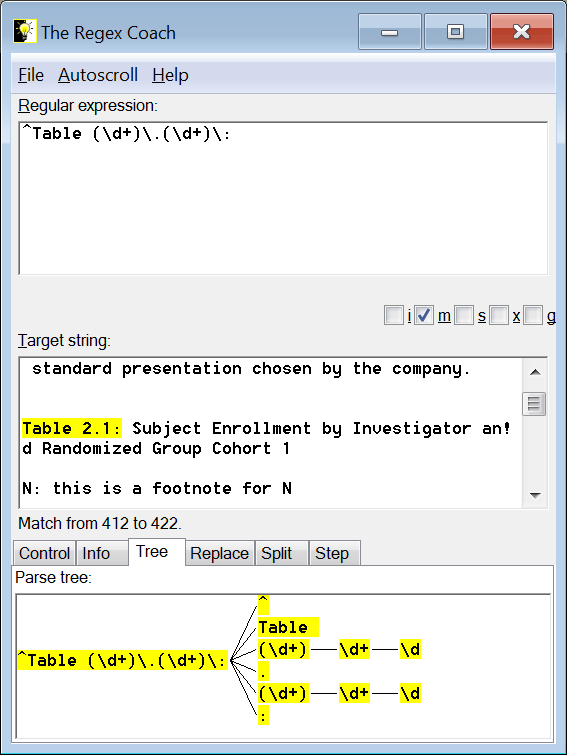 The Regex Coach
File Autoscroll Help
Regular expression:
^Table (\d+)\.(\d+)\:
i m s x g
Target string:
standard presentation chosen by the company.
Table 2.1: Subject Enrollment by Investigator an!
d Randomized Group Cohort 1
N: this is a footnote for N
Match from 412 to 422.
Control Info Tree Replace Split Step
Parse tree:
^
Table
(\d+) \d+ \d
^Table (\d+)\.(\d+)\: .
(\d+) \d+ \d
: